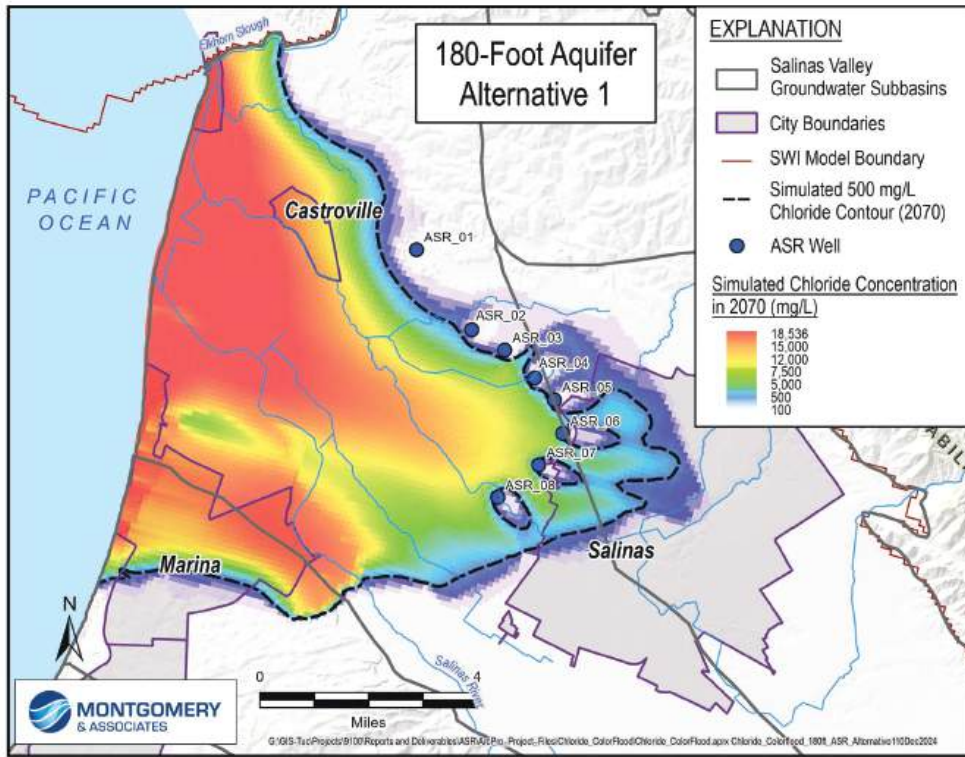 180-Foot Aquifer
Alternative 1
Elkhorn Slough
PACIFIC
OCEAN
Castroville
ASR_01
ASR_02
ASR_03
ASR_04
ASR_05
ASR_06
ASR_07
ASR_08
Marina
Salinas
Salinas River
N
0 4
Miles
MONTGOMERY
& ASSOCIATES
EXPLANATION
Salinas Valley
Groundwater Subbasins
City Boundaries
SWI Model Boundary
Simulated 500 mg/L
Chloride Contour (2070)
ASR Well
Simulated Chloride Concentration
in 2070 (mg/L)
18,536
15,000
12,000
7,500
5,000
500
100
ABIL